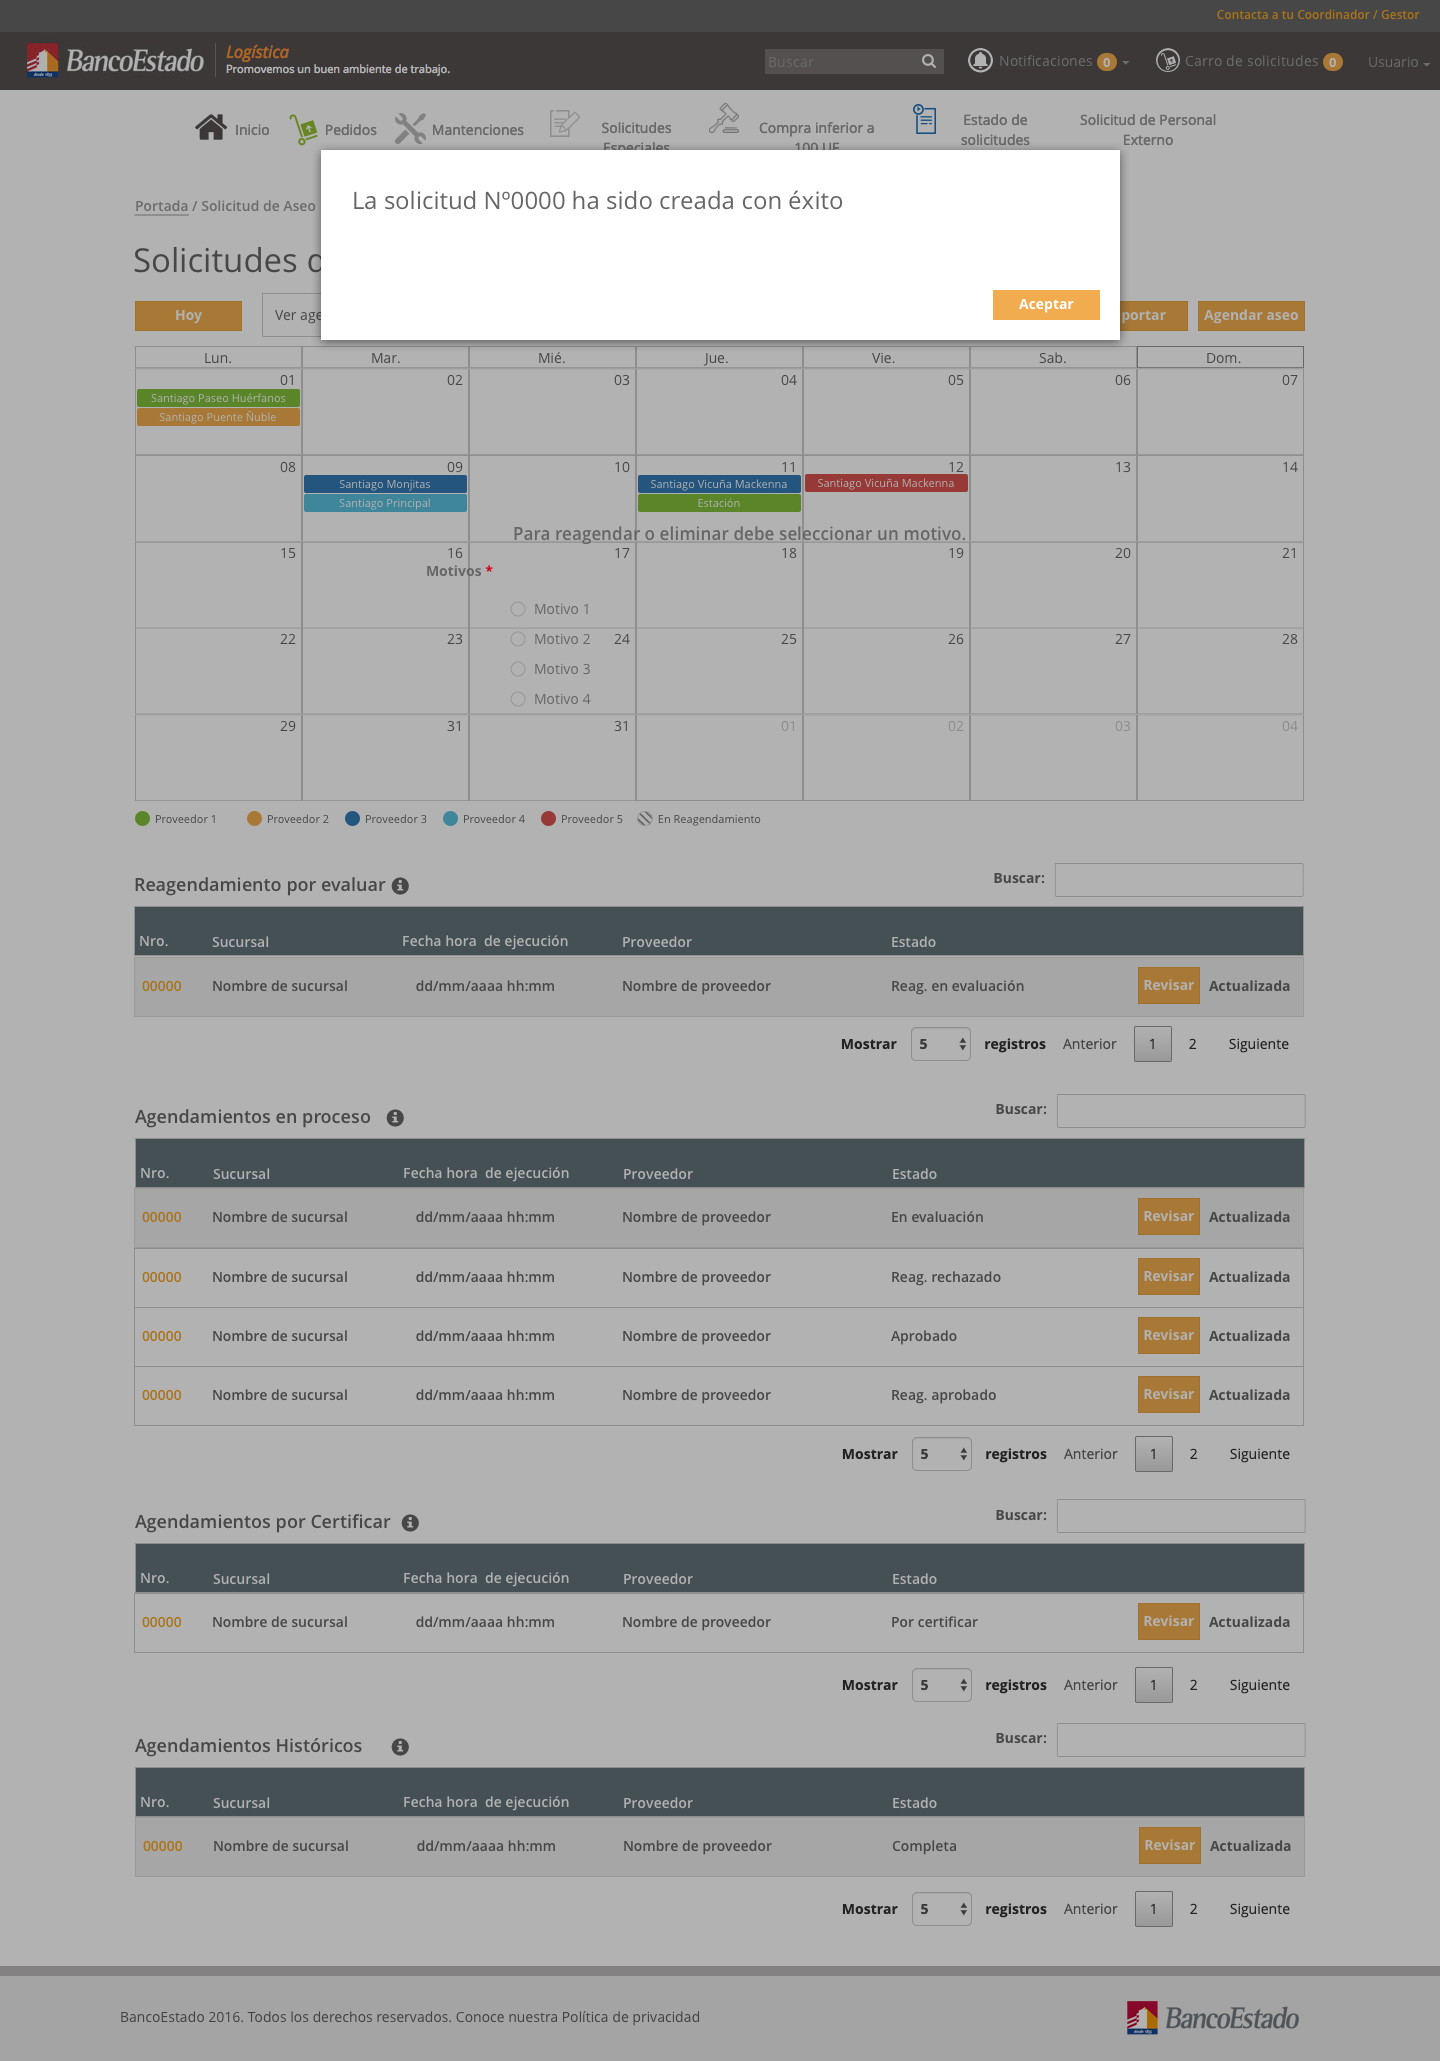 Contacta a tu Coordinador / Gestor
BancoEstado
desde 1855
Logística
Promovemos un buen ambiente de trabajo.
Buscar
Notificaciones 0
Carro de solicitudes 0
Usuario
Inicio
Pedidos
Mantenciones
Solicitudes
Especiales
Compra inferior a
100 UF
Estado de
solicitudes
Solicitud de Personal
Externo
Portada / Solicitud de Aseo
La solicitud Nº0000 ha sido creada con éxito
Aceptar
Solicitudes d
Hoy
Ver age
portar
Agendar aseo
Lun. Mar. Mié. Jue. Vie. Sab. Dom.
01 02 03 04 05 06 07
Santiago Paseo Huérfanos
Santiago Puente Ñuble
08 09 10 11 12 13 14
Santiago Monjitas Santiago Vicuña Mackenna Santiago Vicuña Mackenna
Santiago Principal Estación
Para reagendar o eliminar debe seleccionar un motivo.
15 16 17 18 19 20 21
Motivos *
Motivo 1
22 23 Motivo 2 24 25 26 27 28
Motivo 3
Motivo 4
29 31 31 01 02 03 04
Proveedor 1 Proveedor 2 Proveedor 3 Proveedor 4 Proveedor 5 En Reagendamiento
Reagendamiento por evaluar
Buscar:
Nro. Sucursal Fecha hora de ejecución Proveedor Estado
00000 Nombre de sucursal dd/mm/aaaa hh:mm Nombre de proveedor Reag. en evaluación Revisar Actualizada
Mostrar 5 registros Anterior 1 2 Siguiente
Agendamientos en proceso
Buscar:
Nro. Sucursal Fecha hora de ejecución Proveedor Estado
00000 Nombre de sucursal dd/mm/aaaa hh:mm Nombre de proveedor En evaluación Revisar Actualizada
00000 Nombre de sucursal dd/mm/aaaa hh:mm Nombre de proveedor Reag. rechazado Revisar Actualizada
00000 Nombre de sucursal dd/mm/aaaa hh:mm Nombre de proveedor Aprobado Revisar Actualizada
00000 Nombre de sucursal dd/mm/aaaa hh:mm Nombre de proveedor Reag. aprobado Revisar Actualizada
Mostrar 5 registros Anterior 1 2 Siguiente
Agendamientos por Certificar
Buscar:
Nro. Sucursal Fecha hora de ejecución Proveedor Estado
00000 Nombre de sucursal dd/mm/aaaa hh:mm Nombre de proveedor Por certificar Revisar Actualizada
Mostrar 5 registros Anterior 1 2 Siguiente
Agendamientos Históricos
Buscar:
Nro. Sucursal Fecha hora de ejecución Proveedor Estado
00000 Nombre de sucursal dd/mm/aaaa hh:mm Nombre de proveedor Completa Revisar Actualizada
Mostrar 5 registros Anterior 1 2 Siguiente
BancoEstado 2016. Todos los derechos reservados. Conoce nuestra Política de privacidad
desde 1855
BancoEstado